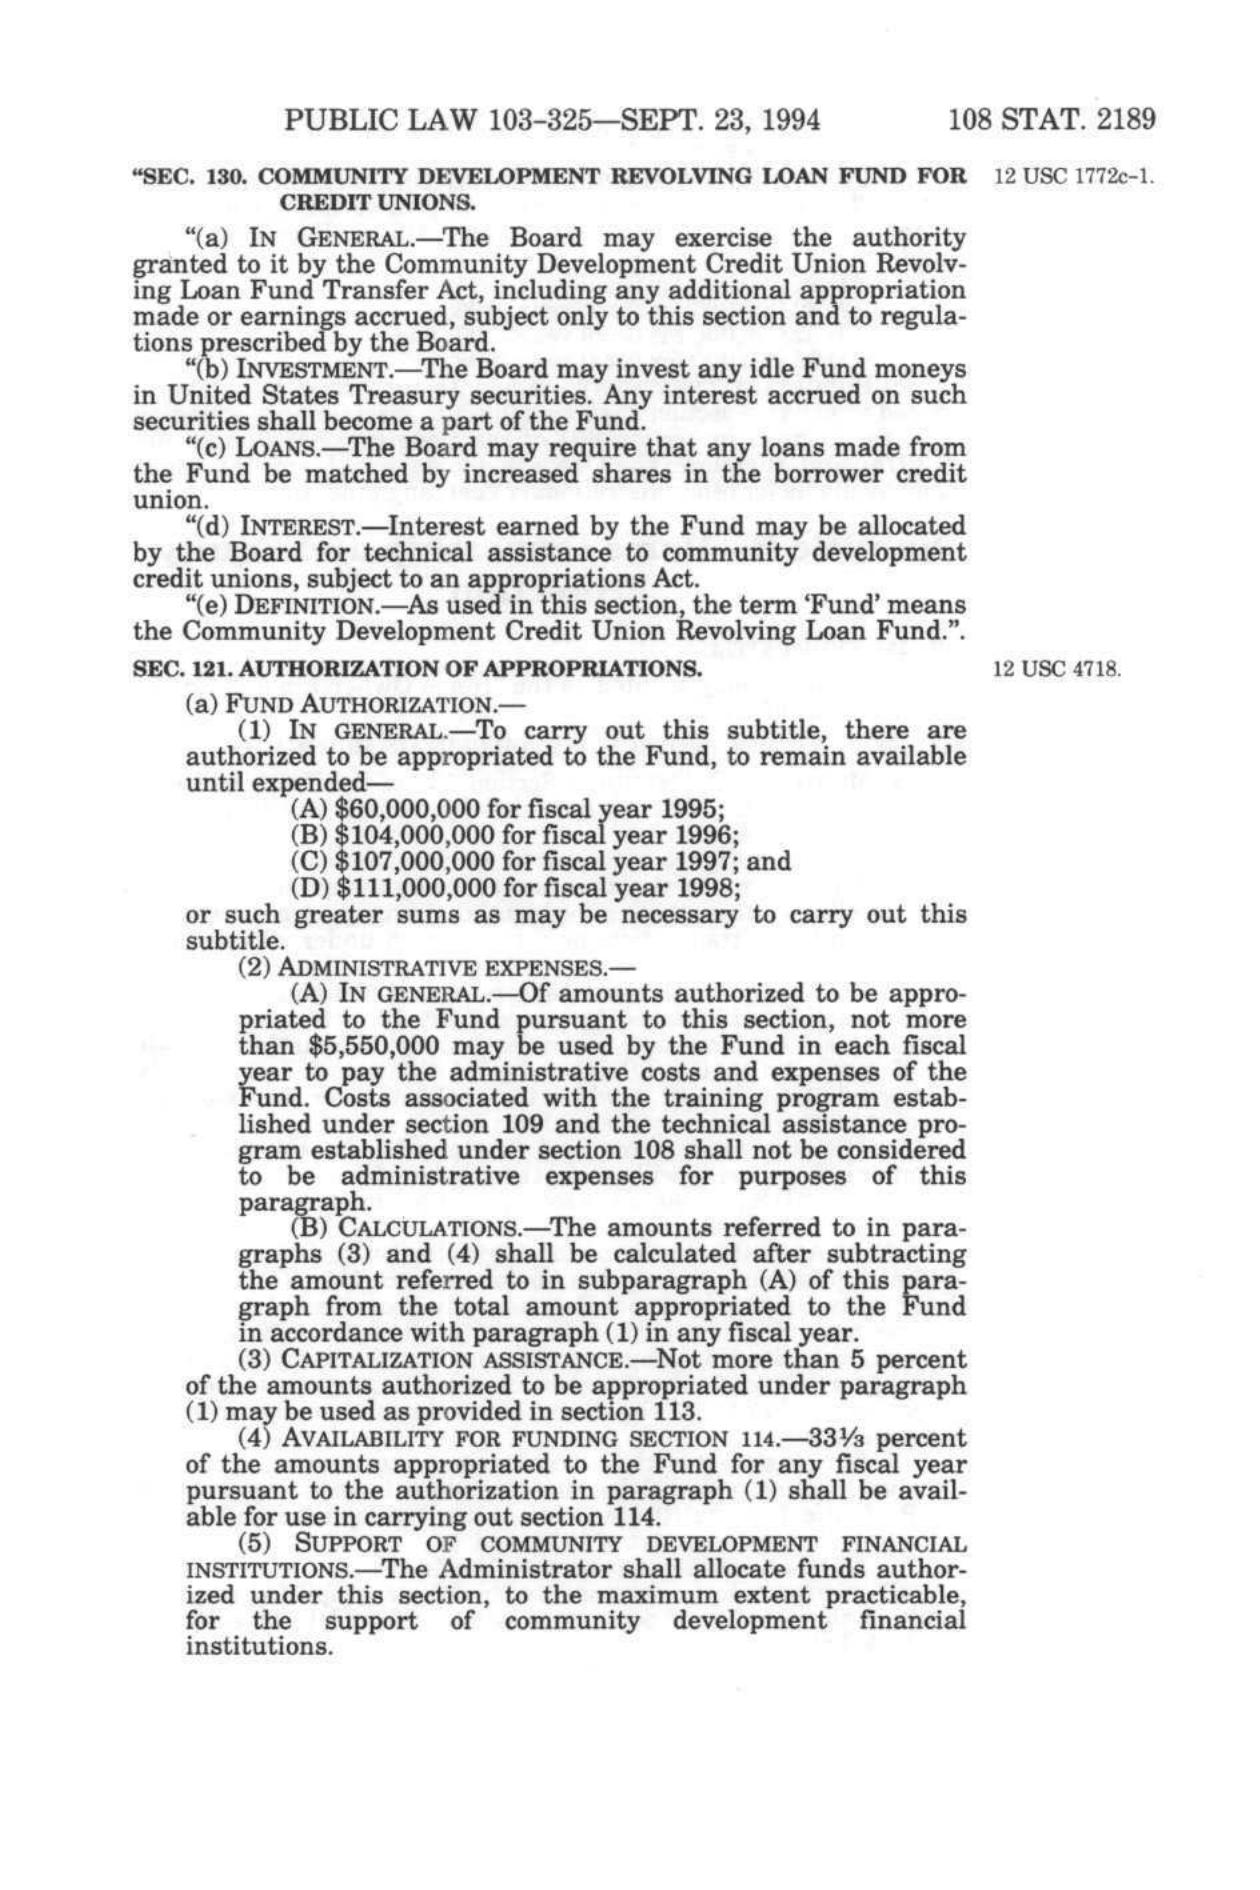 PUBLIC LAW 103–325—SEPT. 23, 1994 108 STAT. 2189
“SEC. 130. COMMUNITY DEVELOPMENT REVOLVING LOAN FUND FOR 12 USC 1772c–1.
CREDIT UNIONS.
“(a) IN GENERAL.—The Board may exercise the authority
granted to it by the Community Development Credit Union Revolv-
ing Loan Fund Transfer Act, including any additional appropriation
made or earnings accrued, subject only to this section and to regula-
tions prescribed by the Board.
“(b) INVESTMENT.—The Board may invest any idle Fund moneys
in United States Treasury securities. Any interest accrued on such
securities shall become a part of the Fund.
“(c) LOANS.—The Board may require that any loans made from
the Fund be matched by increased shares in the borrower credit
union.
“(d) INTEREST.—Interest earned by the Fund may be allocated
by the Board for technical assistance to community development
credit unions, subject to an appropriations Act.
“(e) DEFINITION.—As used in this section, the term ‘Fund’ means
the Community Development Credit Union Revolving Loan Fund.”.
SEC. 121. AUTHORIZATION OF APPROPRIATIONS. 12 USC 4718.
(a) FUND AUTHORIZATION.—
(1) IN GENERAL.—To carry out this subtitle, there are
authorized to be appropriated to the Fund, to remain available
until expended—
(A) $60,000,000 for fiscal year 1995;
(B) $104,000,000 for fiscal year 1996;
(C) $107,000,000 for fiscal year 1997; and
(D) $111,000,000 for fiscal year 1998;
or such greater sums as may be necessary to carry out this
subtitle.
(2) ADMINISTRATIVE EXPENSES.—
(A) IN GENERAL.—Of amounts authorized to be appro-
priated to the Fund pursuant to this section, not more
than $5,550,000 may be used by the Fund in each fiscal
year to pay the administrative costs and expenses of the
Fund. Costs associated with the training program estab-
lished under section 109 and the technical assistance pro-
gram established under section 108 shall not be considered
to be administrative expenses for purposes of this
paragraph.
(B) CALCULATIONS.—The amounts referred to in para-
graphs (3) and (4) shall be calculated after subtracting
the amount referred to in subparagraph (A) of this para-
graph from the total amount appropriated to the Fund
in accordance with paragraph (1) in any fiscal year.
(3) CAPITALIZATION ASSISTANCE.—Not more than 5 percent
of the amounts authorized to be appropriated under paragraph
(1) may be used as provided in section 113.
(4) AVAILABILITY FOR FUNDING SECTION 114.—33⅓ percent
of the amounts appropriated to the Fund for any fiscal year
pursuant to the authorization in paragraph (1) shall be avail-
able for use in carrying out section 114.
(5) SUPPORT OF COMMUNITY DEVELOPMENT FINANCIAL
INSTITUTIONS.—The Administrator shall allocate funds author-
ized under this section, to the maximum extent practicable,
for the support of community development financial
institutions.